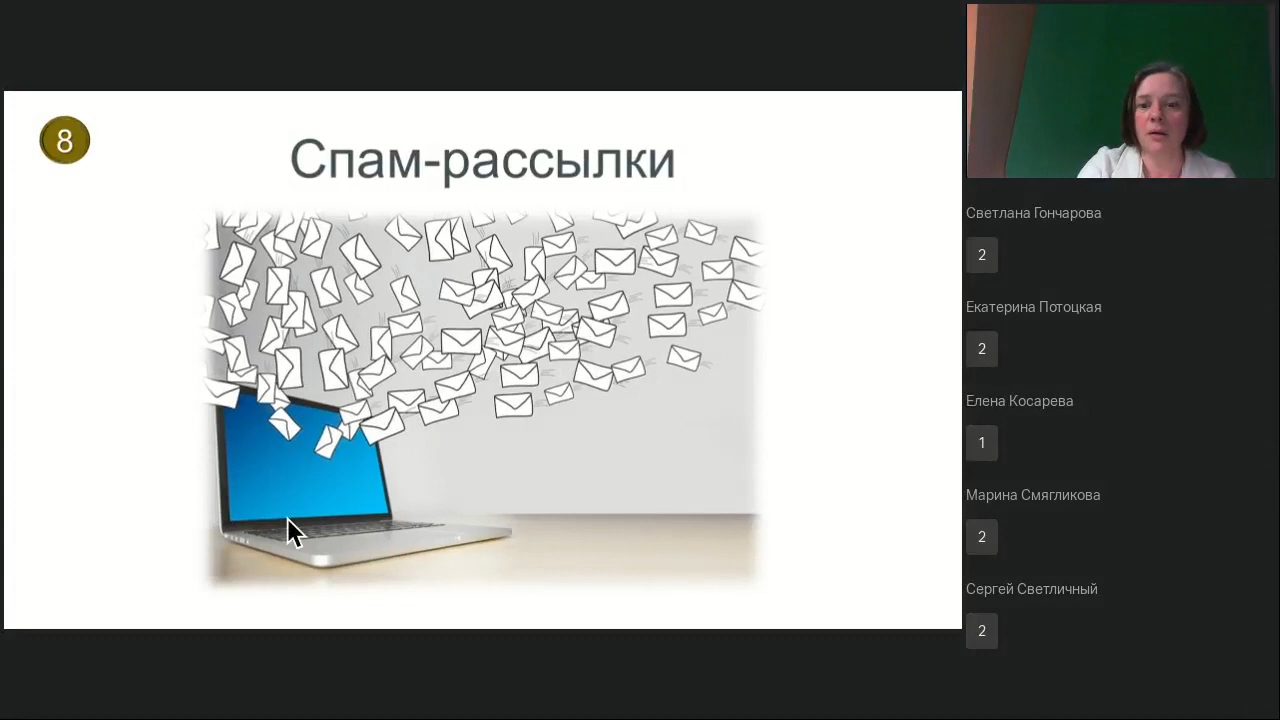 8
Спам-рассылки
Светлана Гончарова
2
Екатерина Потоцкая
2
Елена Косарева
1
Марина Смягликова
2
Сергей Светличный
2